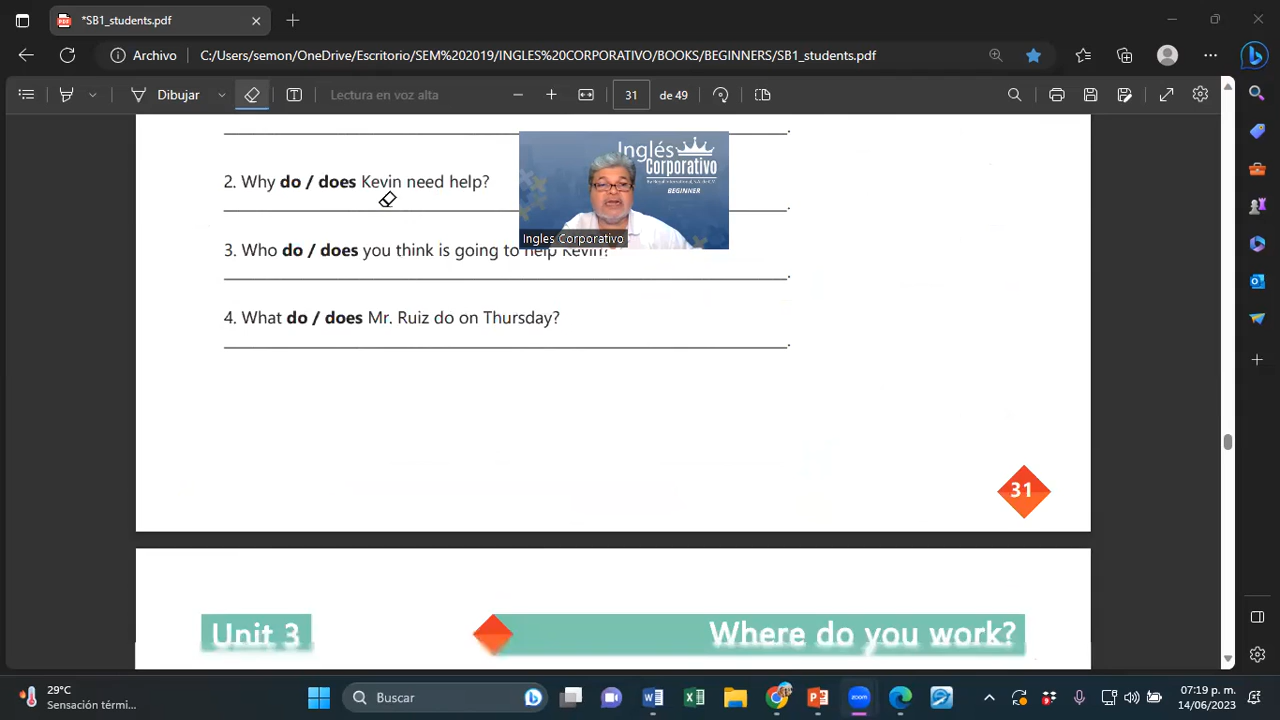 *SB1_students.pdf
Archivo
C:/Users/semon/OneDrive/Escritorio/SEM%202019/INGLES%20CORPORATIVO/BOOKS/BEGINNERS/SB1_students.pdf
Dibujar
Lectura en voz alta
31
de 49
Inglés
Corporativo
BEGINNER
Ingles Corporativo
2. Why do / does Kevin need help?
3. Who do / does you think is going to help Kevin?
4. What do / does Mr. Ruiz do on Thursday?
31
Unit 3
Where do you work?
29°C
Sensación térmi...
Buscar
zoom
07:19 p. m.
14/06/2023